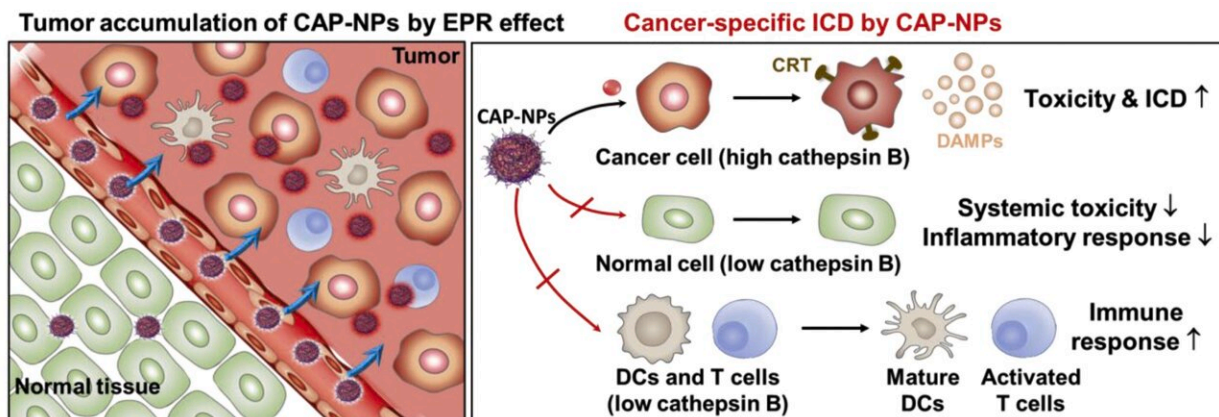 Tumor accumulation of CAP-NPs by EPR effect
Tumor
Normal tissue
Cancer-specific ICD by CAP-NPs
CAP-NPs
CRT
DAMPs
Toxicity & ICD ↑
Cancer cell (high cathepsin B)
Systemic toxicity ↓
Inflammatory response ↓
Normal cell (low cathepsin B)
Immune
response ↑
DCs and T cells
(low cathepsin B)
Mature
DCs
Activated
T cells